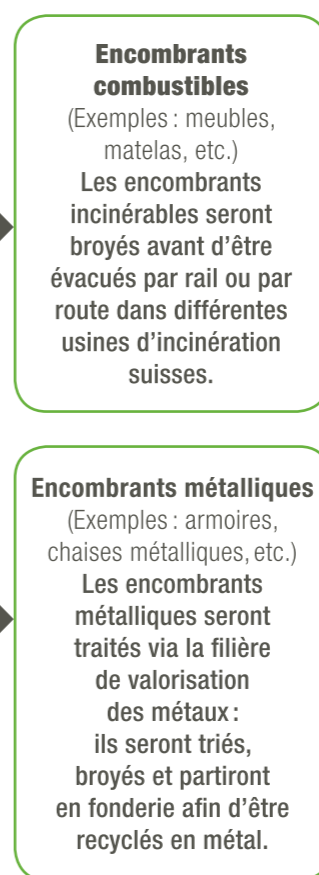 Encombrants
combustibles
(Exemples : meubles,
matelas, etc.)
Les encombrants
incinérables seront
broyés avant d’être
évacués par rail ou par
route dans différentes
usines d’incinération
suisses.
Encombrants métalliques
(Exemples : armoires,
chaises métalliques, etc.)
Les encombrants
métalliques seront
traités via la filière
de valorisation
des métaux :
ils seront triés,
broyés et partiront
en fonderie afin d’être
recyclés en métal.